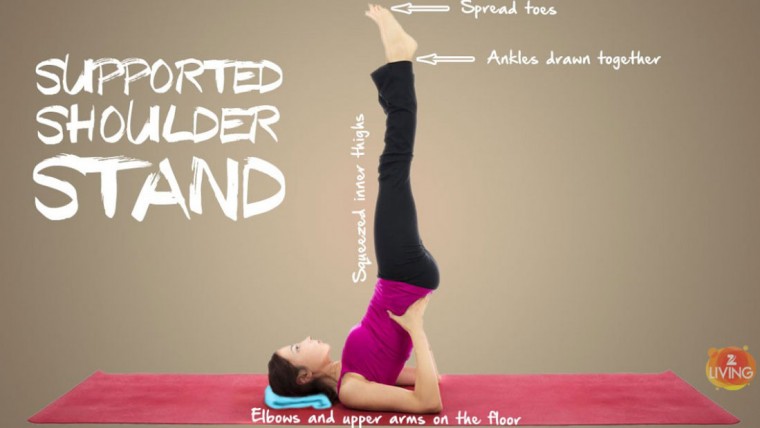 SUPPORTED
SHOULDER
STAND
Spread toes
Ankles drawn together
Squeezed inner thighs
Elbows and upper arms on the floor
Z
LIVING